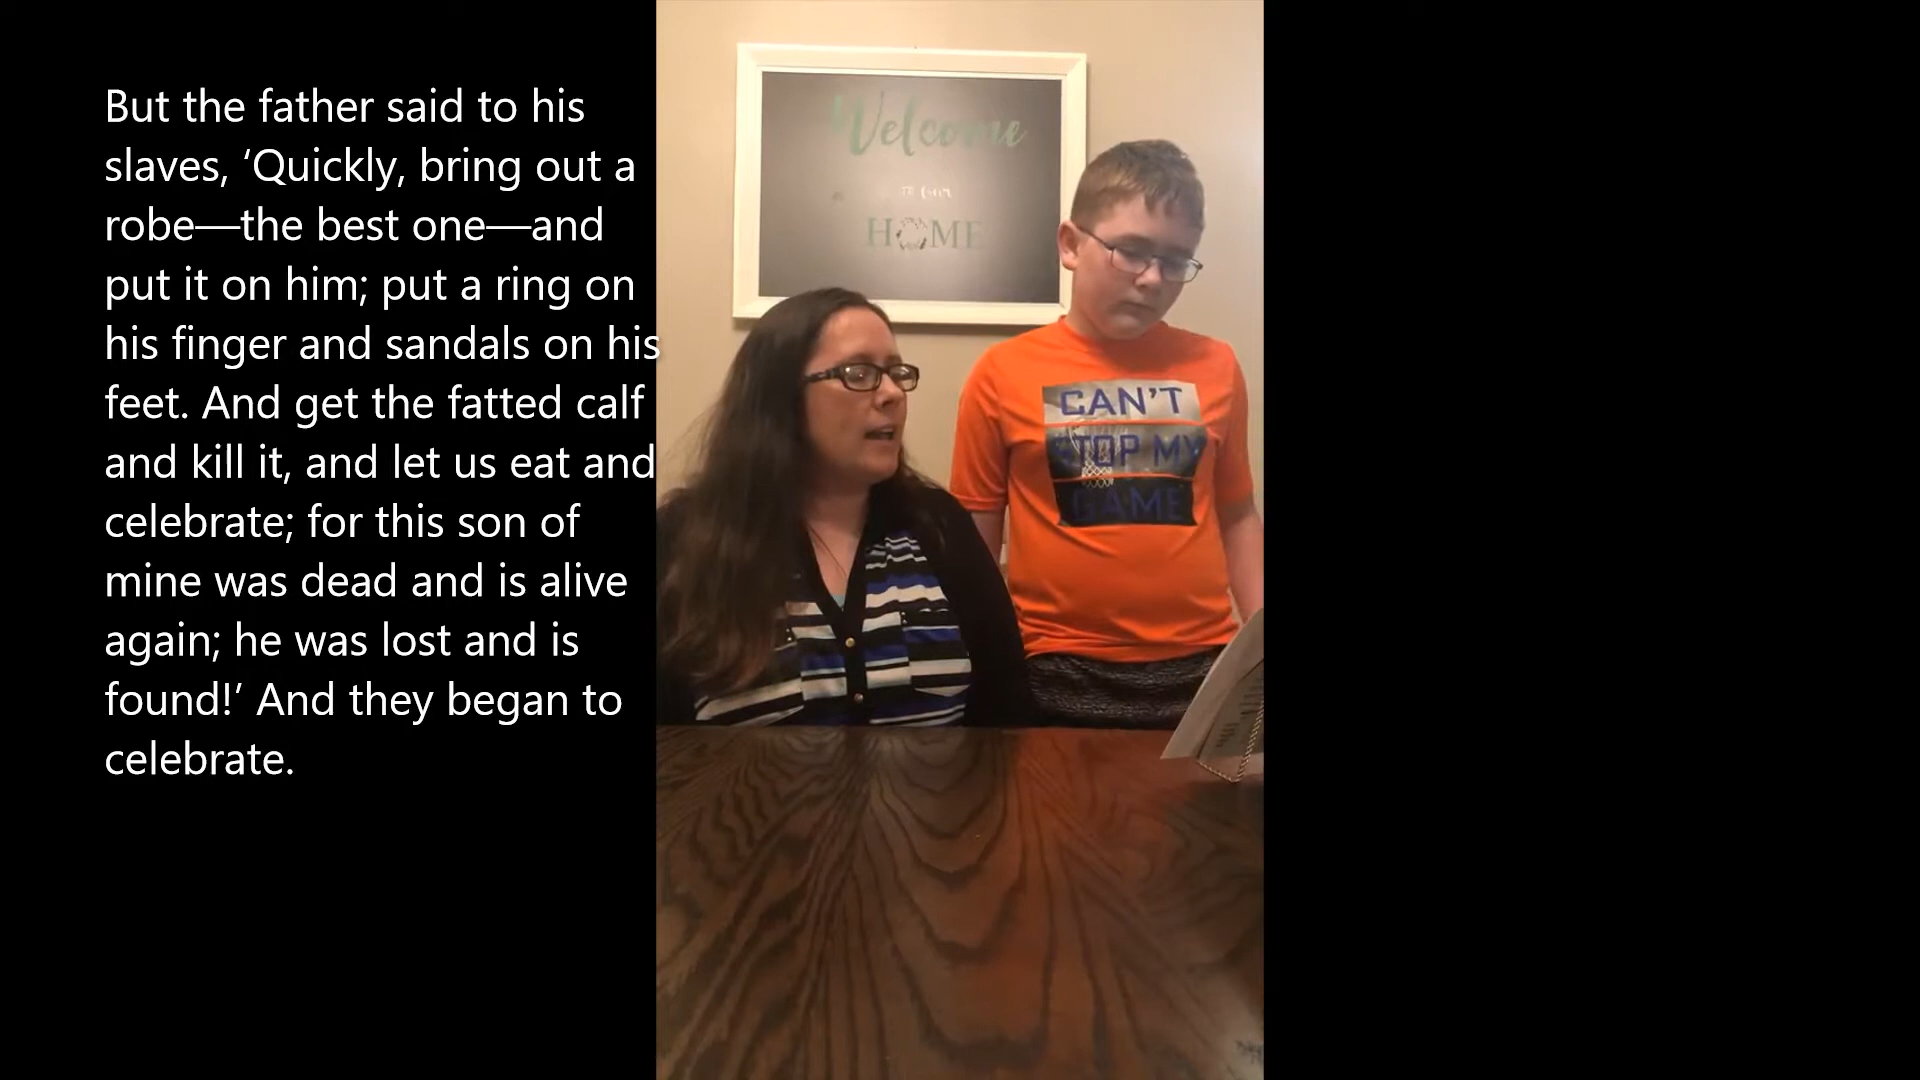 But the father said to his
slaves, ‘Quickly, bring out a
robe—the best one—and
put it on him; put a ring on
his finger and sandals on his
feet. And get the fatted calf
and kill it, and let us eat and
celebrate; for this son of
mine was dead and is alive
again; he was lost and is
found!’ And they began to
celebrate.
Welcome
HOME
CAN'T
STOP MY
GAME